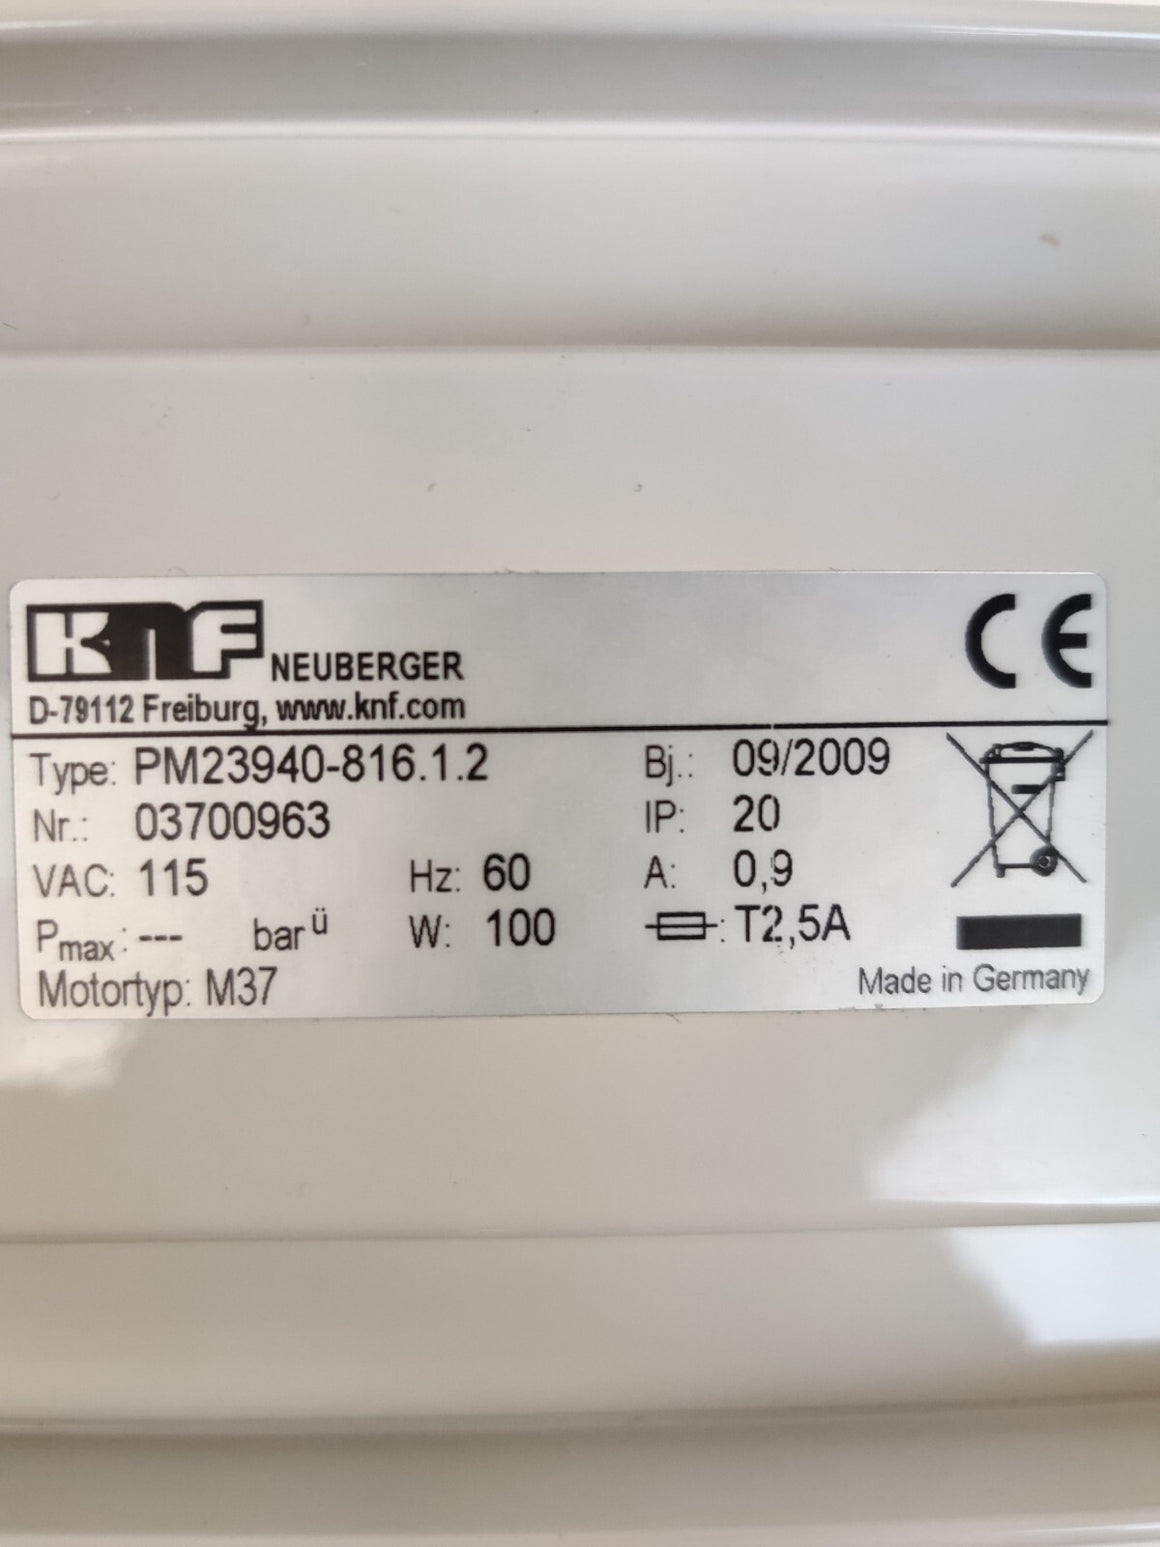 KNF NEUBERGER CE
D-79112 Freiburg, www.knf.com
Type: PM23940-816.1.2 Bj.: 09/2009
Nr.: 03700963 IP: 20
VAC: 115 Hz: 60 A: 0,9
Pmax: --- bar ü W: 100 : T2,5A
Motortyp: M37 Made in Germany